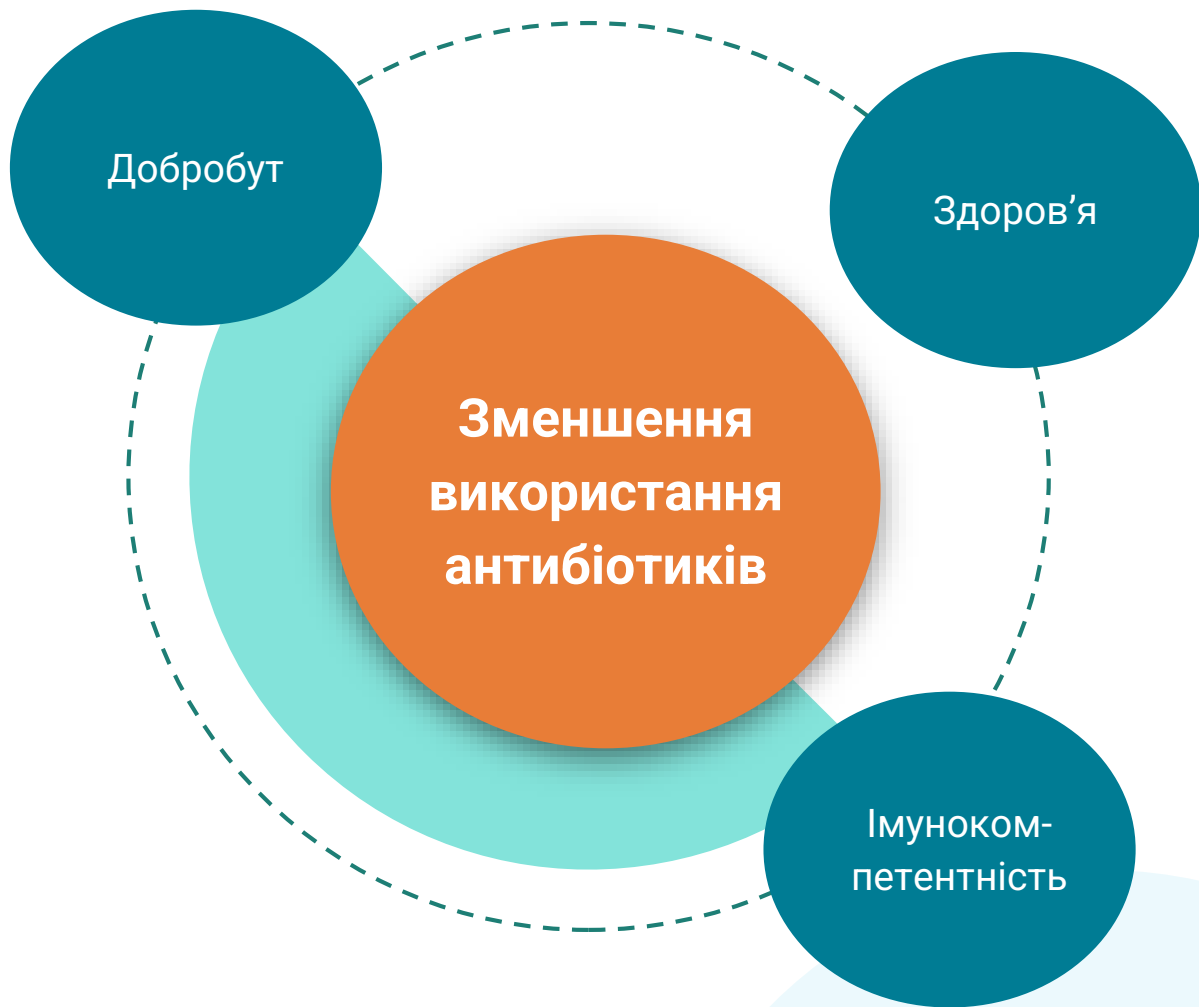 Добробут
Здоров’я
Зменшення
використання
антибіотиків
Імуноком-
петентність